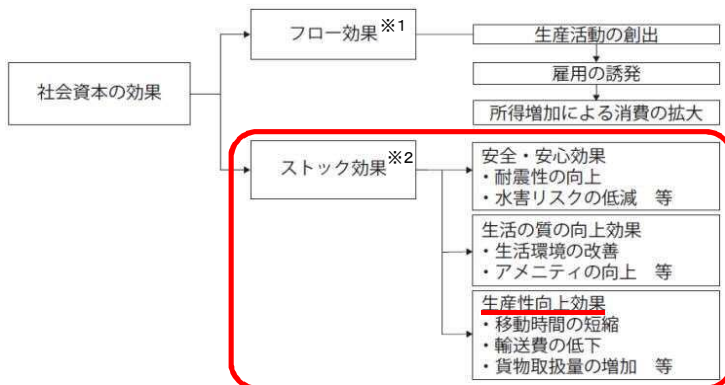 社会資本の効果
フロー効果※1
生産活動の創出
雇用の誘発
所得増加による消費の拡大
ストック効果※2
安全・安心効果
・耐震性の向上
・水害リスクの低減　等
生活の質の向上効果
・生活環境の改善
・アメニティの向上　等
生産性向上効果
・移動時間の短縮
・輸送費の低下
・貨物取扱量の増加　等